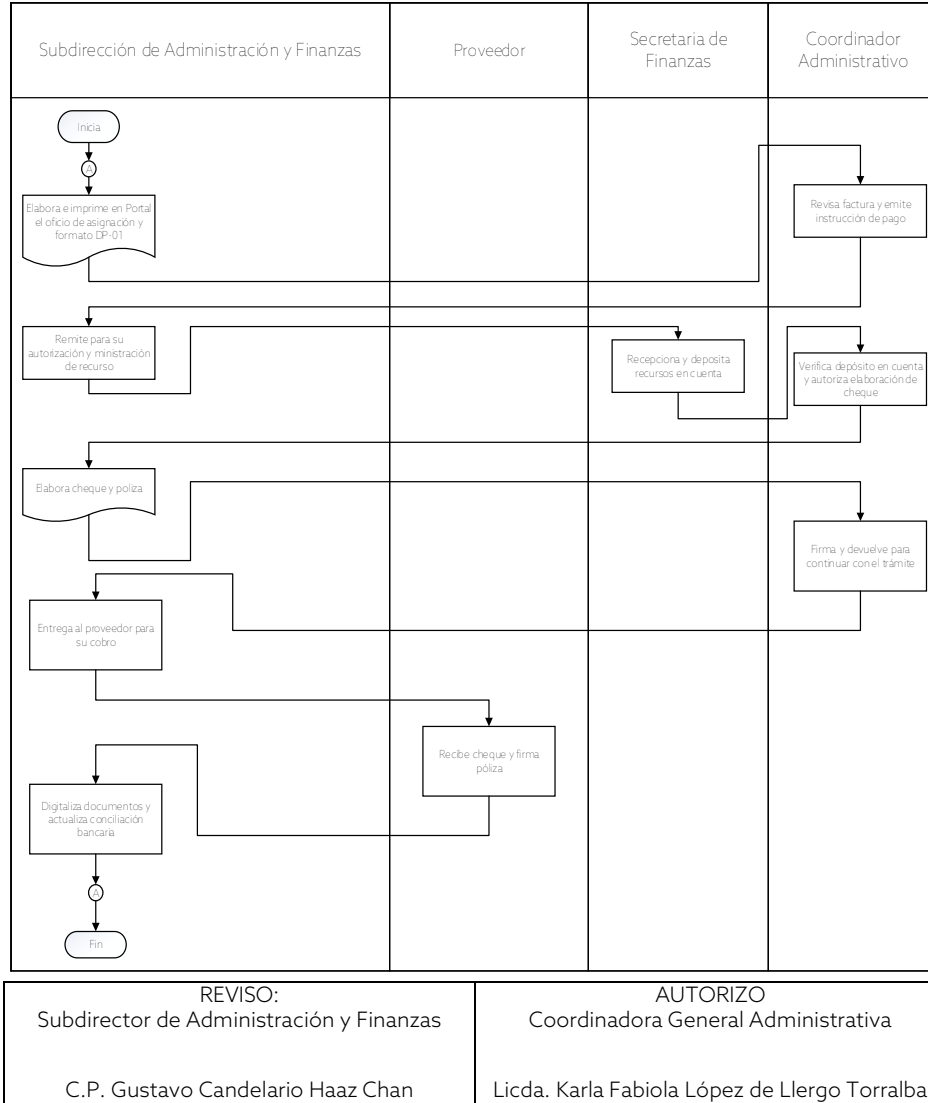 Subdirección de Administración y Finanzas
Proveedor
Secretaria de
Finanzas
Coordinador
Administrativo
Inicia
A
Elabora e imprime en Portal
el oficio de asignación y
formato DP-01
Revisa factura y emite
instrucción de pago
Remite para su
autorización y ministración
de recurso
Recepciona y deposita
recursos en cuenta
Verifica depósito en cuenta
y autoriza elaboración de
cheque
Elabora cheque y poliza
Firma y devuelve para
continuar con el trámite
Entrega al proveedor para
su cobro
Recibe cheque y firma
póliza
Digitaliza documentos y
actualiza conciliación
bancaria
A
Fin
REVISO:
Subdirector de Administración y Finanzas
C.P. Gustavo Candelario Haaz Chan
AUTORIZO
Coordinadora General Administrativa
Licda. Karla Fabiola López de Llergo Torralba